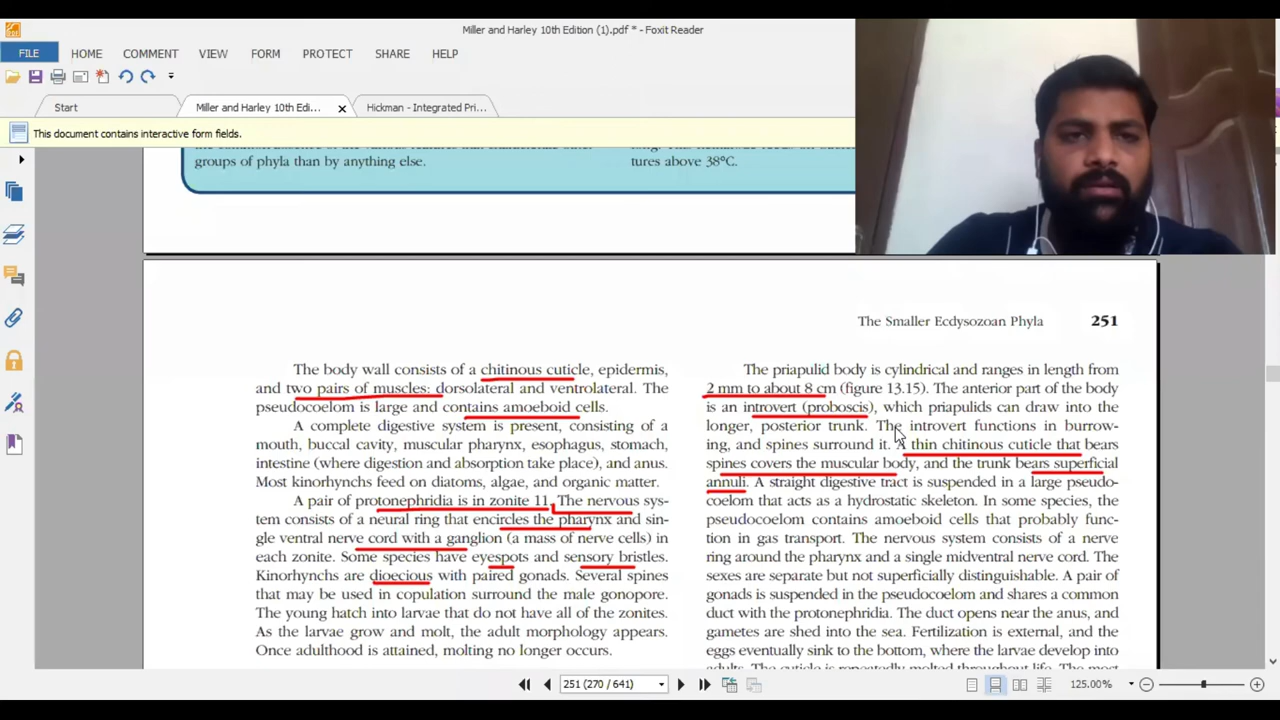 Miller and Harley 10th Edition (1).pdf * - Foxit Reader
FILE HOME COMMENT VIEW FORM PROTECT SHARE HELP
Start Miller and Harley 10th Edi... x Hickman - Integrated Pri...
This document contains interactive form fields.
groups of phyla than by anything else.
tures above 38°C.
The Smaller Ecdysozoan Phyla 251
The body wall consists of a chitinous cuticle, epidermis,
and two pairs of muscles: dorsolateral and ventrolateral. The
pseudocoelom is large and contains amoeboid cells.
A complete digestive system is present, consisting of a
mouth, buccal cavity, muscular pharynx, esophagus, stomach,
intestine (where digestion and absorption take place), and anus.
Most kinorhynchs feed on diatoms, algae, and organic matter.
A pair of protonephridia is in zonite 11. The nervous sys-
tem consists of a neural ring that encircles the pharynx and sin-
gle ventral nerve cord with a ganglion (a mass of nerve cells) in
each zonite. Some species have eyespots and sensory bristles.
Kinorhynchs are dioecious with paired gonads. Several spines
that may be used in copulation surround the male gonopore.
The young hatch into larvae that do not have all of the zonites.
As the larvae grow and molt, the adult morphology appears.
Once adulthood is attained, molting no longer occurs.
The priapulid body is cylindrical and ranges in length from
2 mm to about 8 cm (figure 13.15). The anterior part of the body
is an introvert (proboscis), which priapulids can draw into the
longer, posterior trunk. The introvert functions in burrow-
ing, and spines surround it. A thin chitinous cuticle that bears
spines covers the muscular body, and the trunk bears superficial
annuli. A straight digestive tract is suspended in a large pseudo-
coelom that acts as a hydrostatic skeleton. In some species, the
pseudocoelom contains amoeboid cells that probably func-
tion in gas transport. The nervous system consists of a nerve
ring around the pharynx and a single midventral nerve cord. The
sexes are separate but not superficially distinguishable. A pair of
gonads is suspended in the pseudocoelom and shares a common
duct with the protonephridia. The duct opens near the anus, and
gametes are shed into the sea. Fertilization is external, and the
eggs eventually sink to the bottom, where the larvae develop into
adults. The cuticle is repeatedly molted throughout life. The most
251 (270 / 641)
125.00%